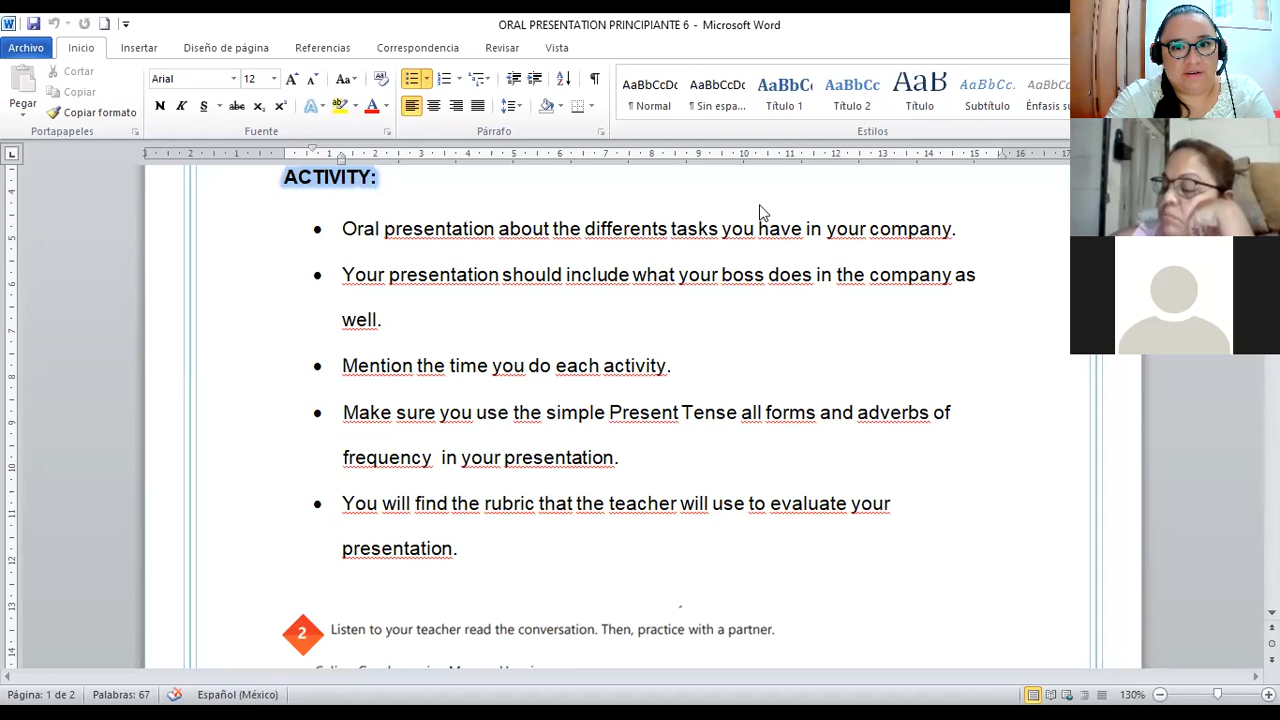 ORAL PRESENTATION PRINCIPIANTE 6 - Microsoft Word
Archivo Inicio Insertar Diseño de página Referencias Correspondencia Revisar Vista
Pegar
Cortar
Copiar
Copiar formato
Portapapeles
Arial 12
Fuente
Párrafo
AaBbCcDc AaBbCcDc AaBbC AaBbCc AaB AaBbCc. AaBbCcDc
¶ Normal ¶ Sin espa... Título 1 Título 2 Título Subtítulo Énfasis su
Estilos
ACTIVITY:
• Oral presentation about the differents tasks you have in your company.
• Your presentation should include what your boss does in the company as
well.
• Mention the time you do each activity.
• Make sure you use the simple Present Tense all forms and adverbs of
frequency in your presentation.
• You will find the rubric that the teacher will use to evaluate your
presentation.
2 Listen to your teacher read the conversation. Then, practice with a partner.
Página: 1 de 2 Palabras: 67 Español (México) 130%